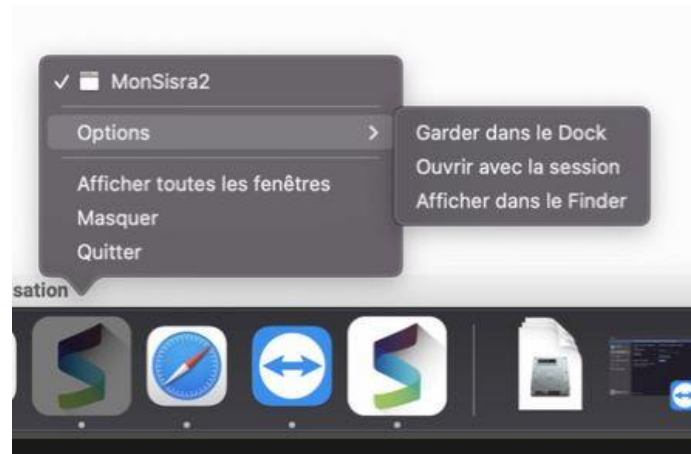 ✓ MonSisra2
Options >
Garder dans le Dock
Ouvrir avec la session
Afficher dans le Finder
Afficher toutes les fenêtres
Masquer
Quitter
sation